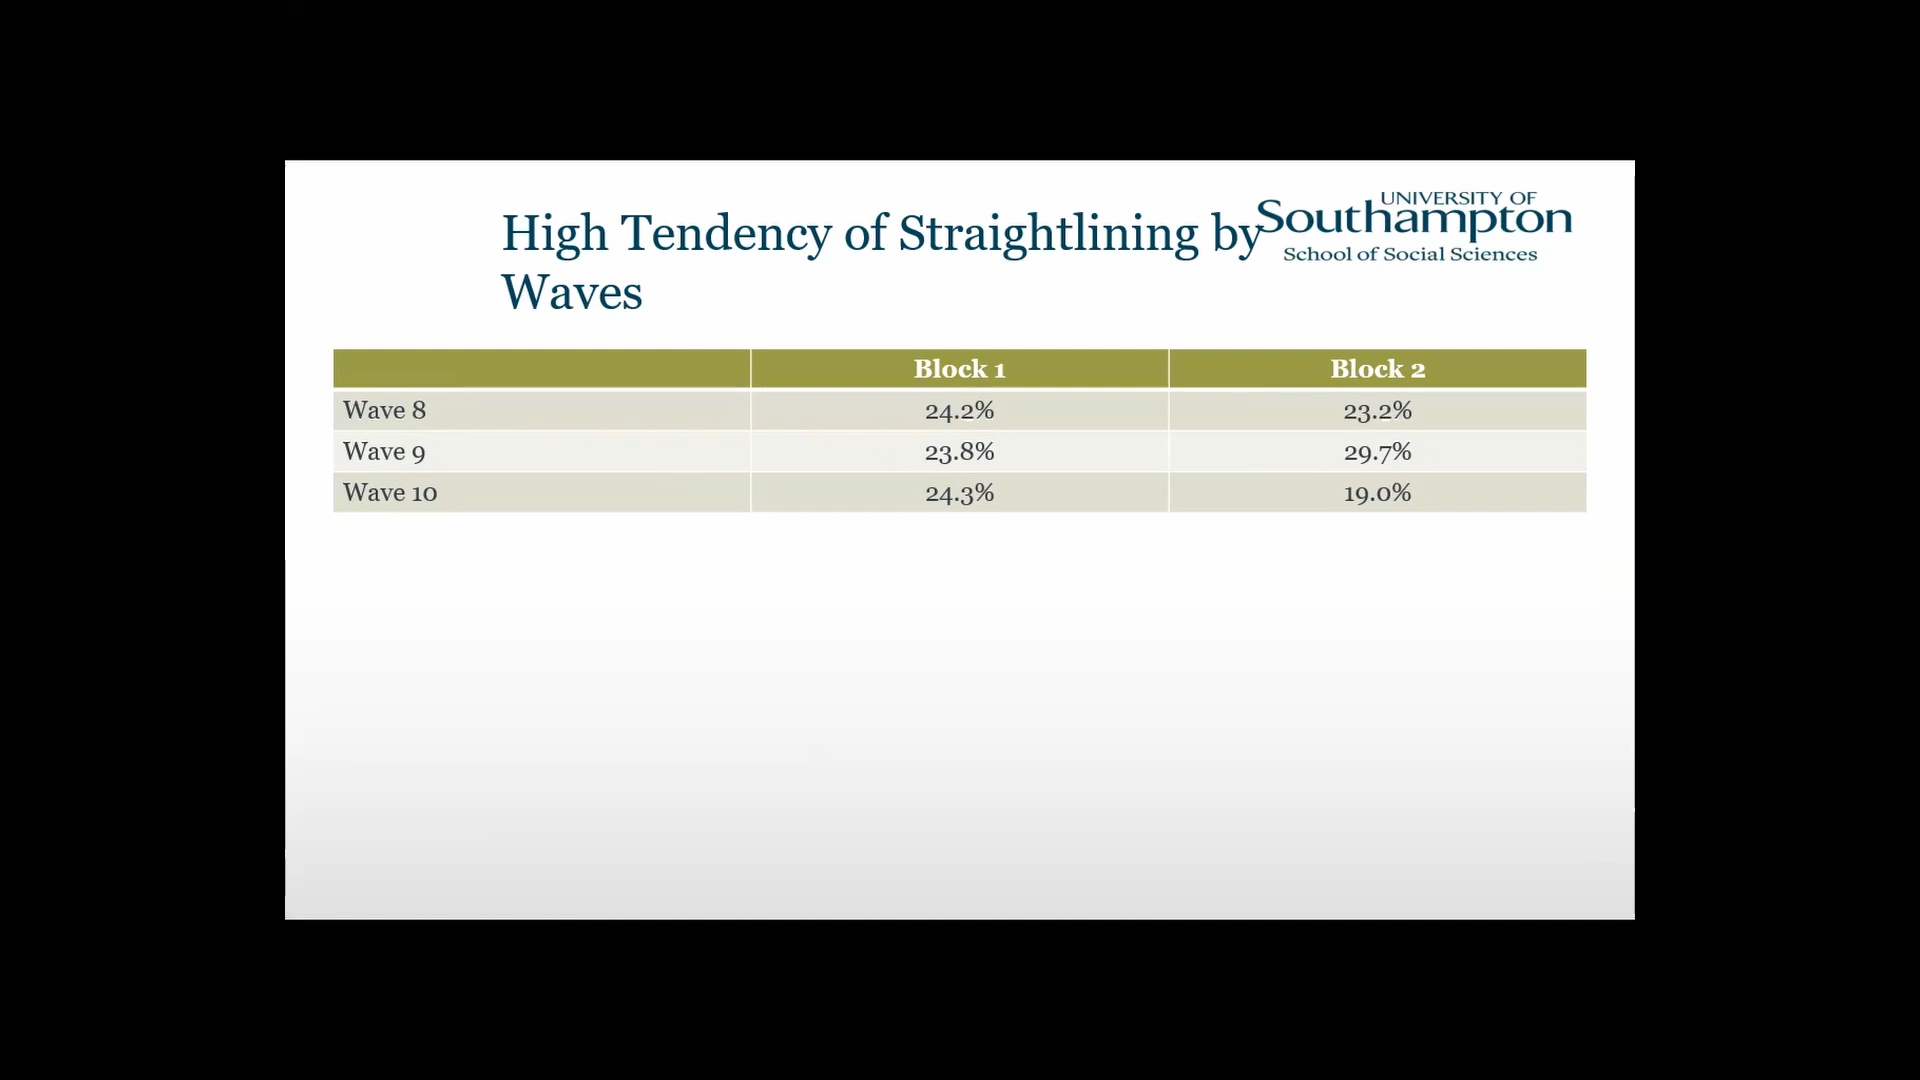 High Tendency of Straightlining by
Waves
UNIVERSITY OF
Southampton
School of Social Sciences
Block 1 Block 2
Wave 8 24.2% 23.2%
Wave 9 23.8% 29.7%
Wave 10 24.3% 19.0%